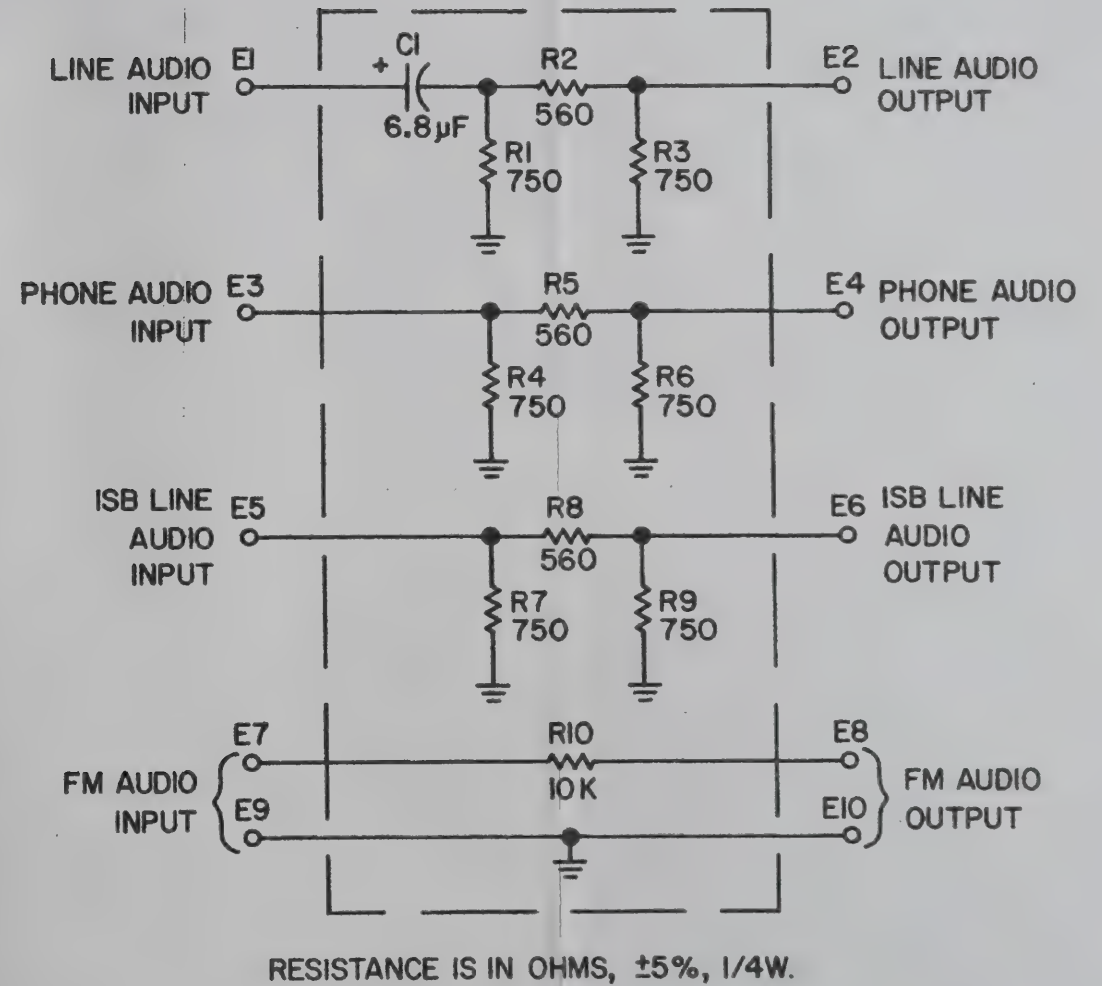 LINE AUDIO
INPUT
E1
+
C1
6.8µF
R2
560
R1
750
R3
750
E2
LINE AUDIO
OUTPUT
PHONE AUDIO
INPUT
E3
R5
560
R4
750
R6
750
E4
PHONE AUDIO
OUTPUT
ISB LINE
AUDIO
INPUT
E5
R8
560
R7
750
R9
750
E6
ISB LINE
AUDIO
OUTPUT
FM AUDIO
INPUT
E7
E9
R10
10K
E8
E10
FM AUDIO
OUTPUT
RESISTANCE IS IN OHMS, ±5%, 1/4W.